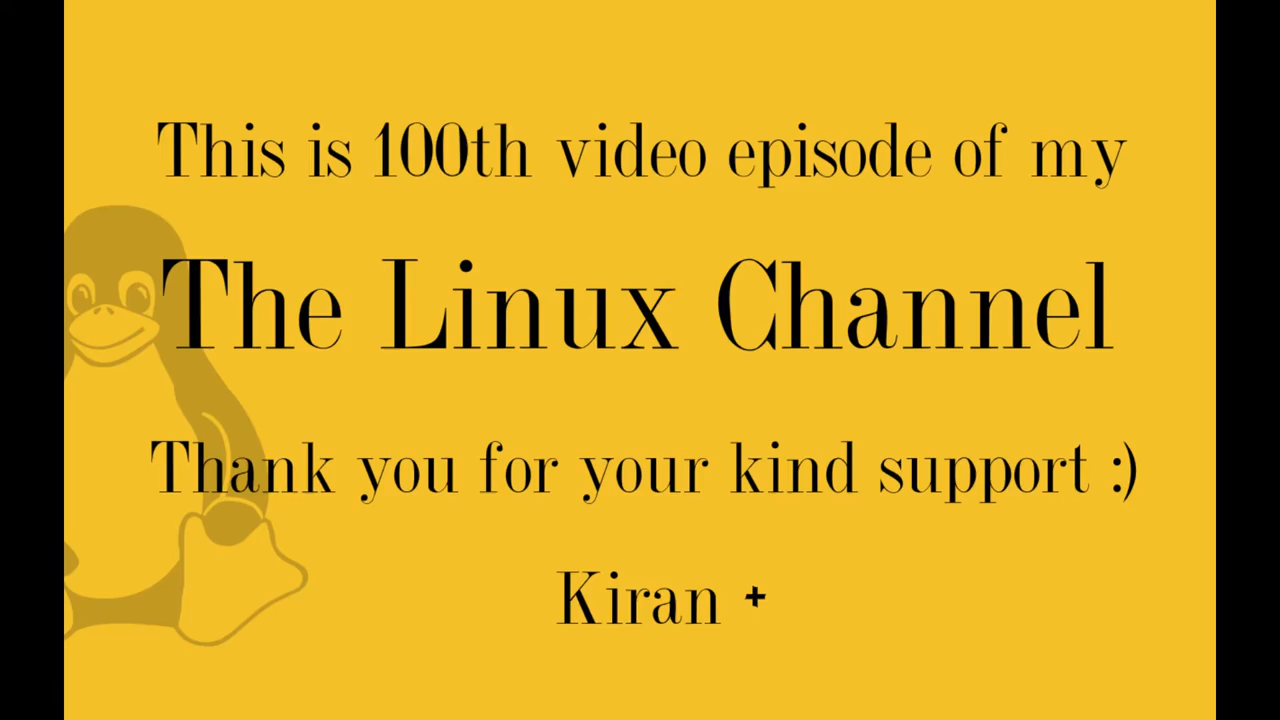 This is 100th video episode of my
The Linux Channel
Thank you for your kind support :)
Kiran +